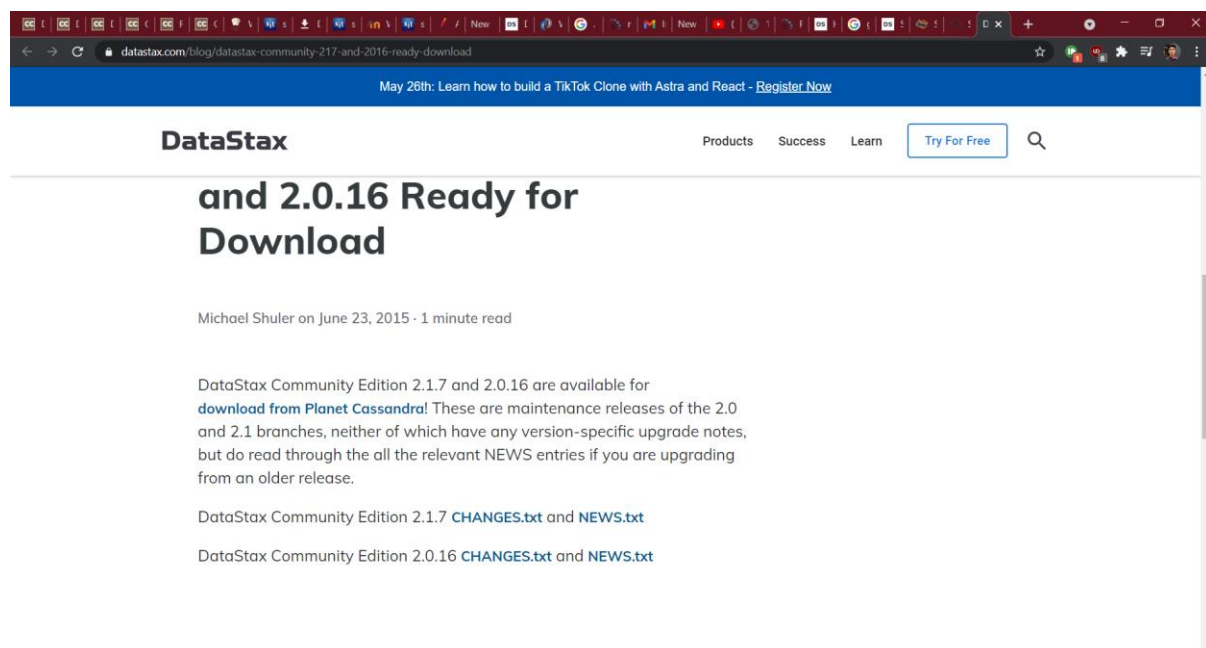 New
New
datastax.com/blog/datastax-community-217-and-2016-ready-download
May 26th: Learn how to build a TikTok Clone with Astra and React - Register Now
DataStax Products Success Learn Try For Free
and 2.0.16 Ready for
Download
Michael Shuler on June 23, 2015 · 1 minute read
DataStax Community Edition 2.1.7 and 2.0.16 are available for
download from Planet Cassandra! These are maintenance releases of the 2.0
and 2.1 branches, neither of which have any version-specific upgrade notes,
but do read through the all the relevant NEWS entries if you are upgrading
from an older release.
DataStax Community Edition 2.1.7 CHANGES.txt and NEWS.txt
DataStax Community Edition 2.0.16 CHANGES.txt and NEWS.txt